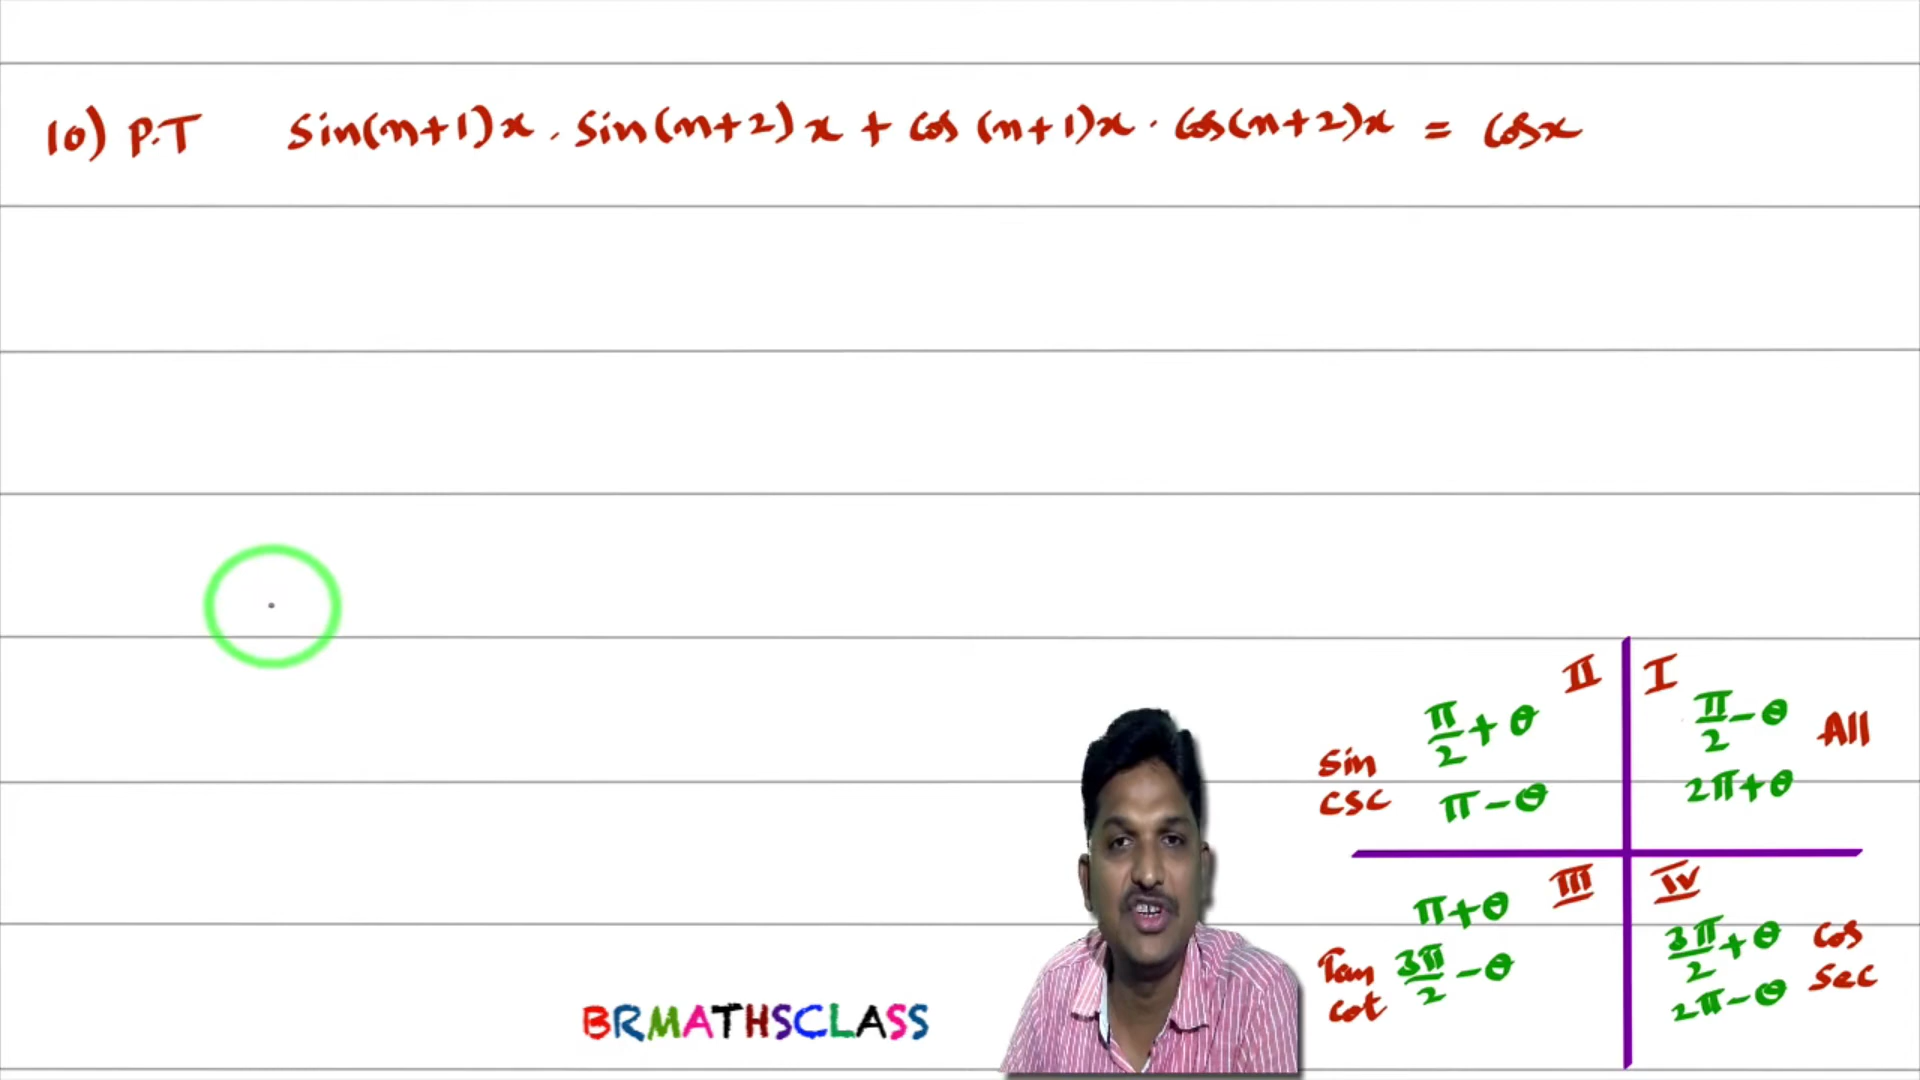 10) P.T sin(n+1)x . sin(n+2)x + cos (n+1)x . cos(n+2)x = cosx
II I
π/2 + θ π/2 - θ All
sin
csc π - θ 2π + θ
III IV
π + θ 3π/2 + θ cos
Tan 3π/2 - θ sec
cot 2π - θ
BRMATHSCLASS